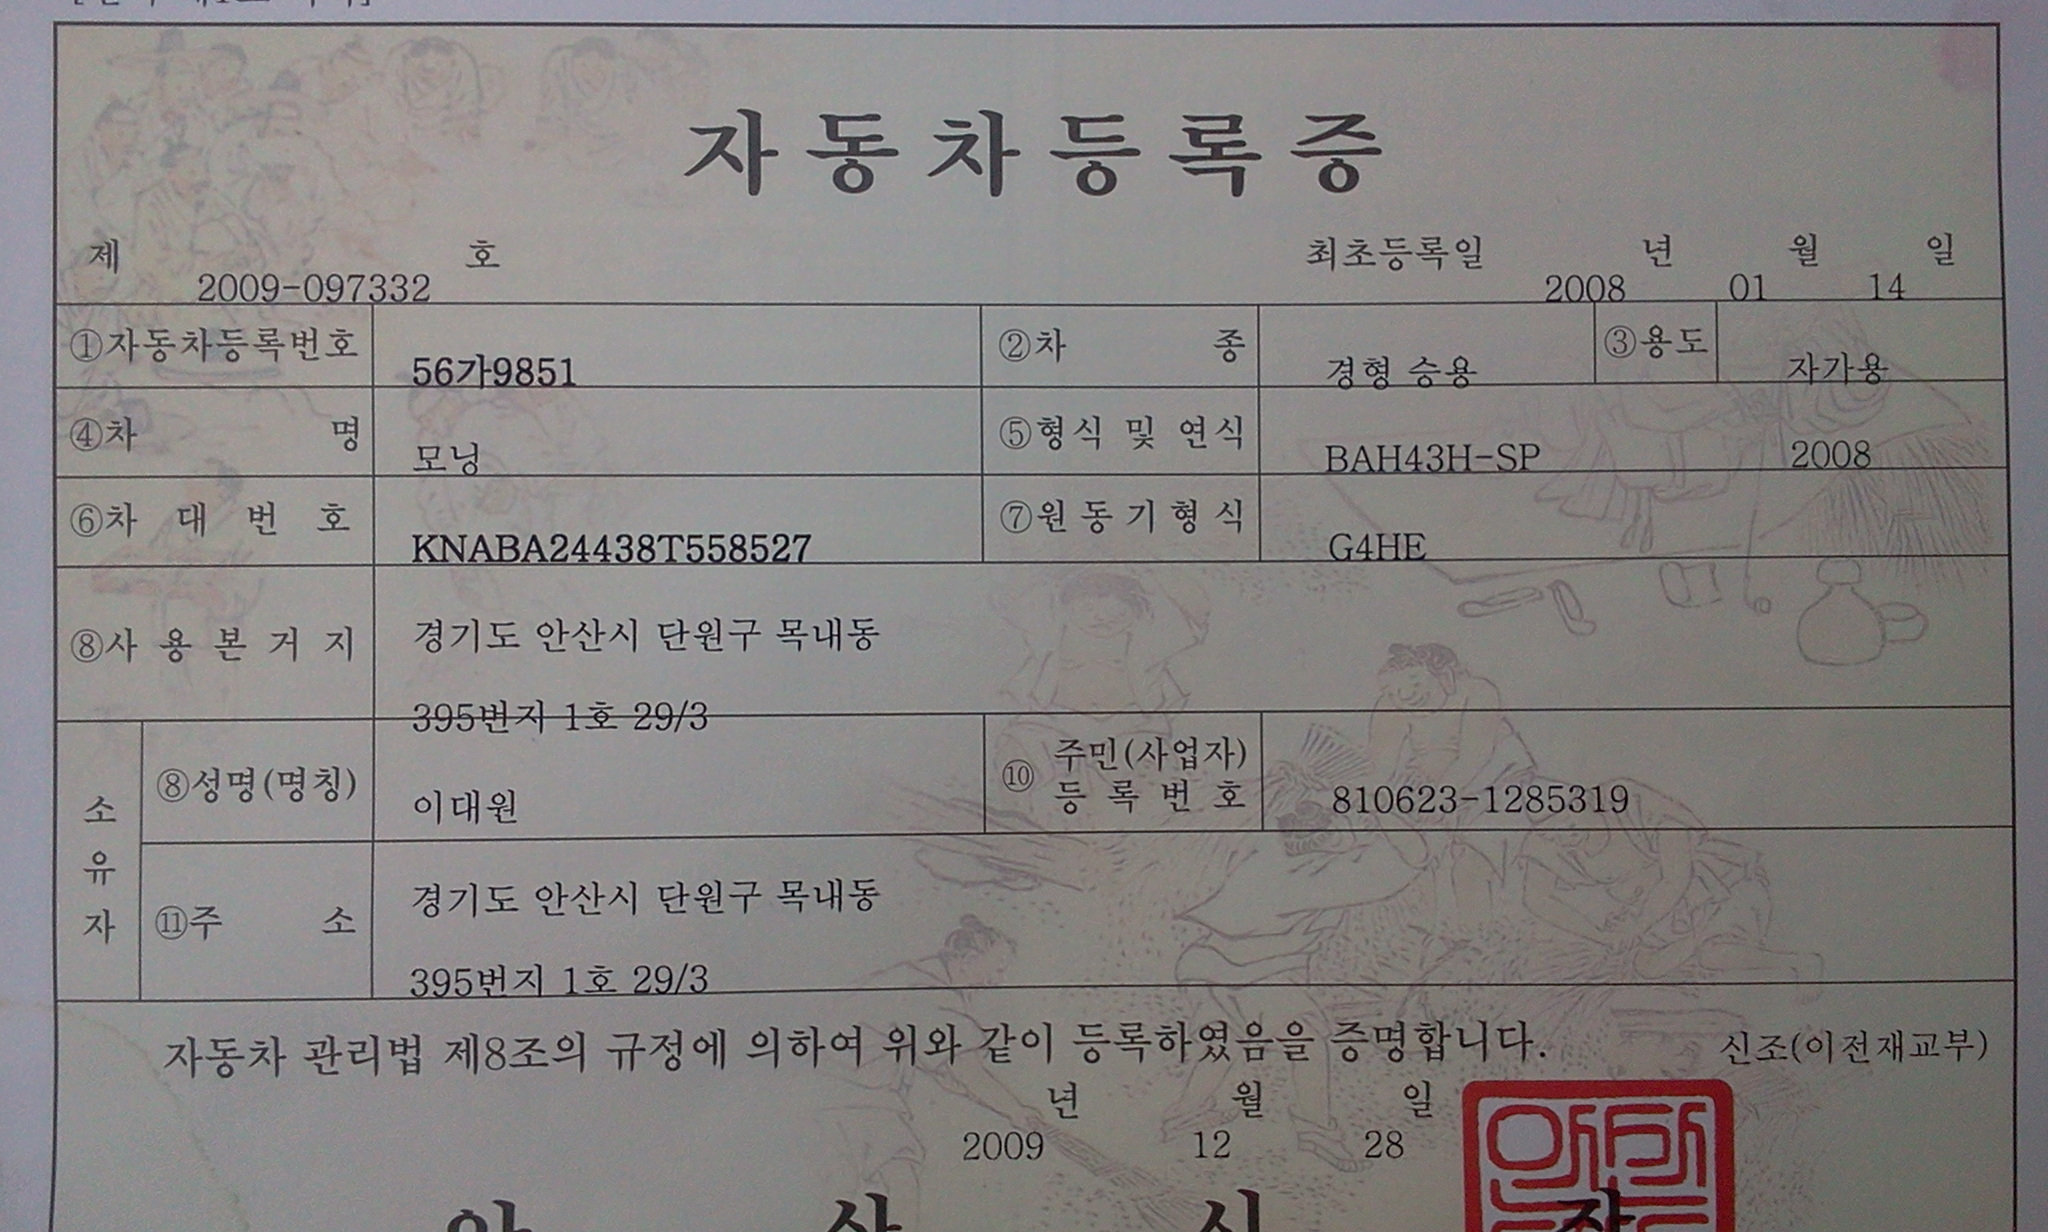 자동차등록증
제 2009-097332 호 최초등록일 2008 년 01 월 14 일
①자동차등록번호 56가9851 ②차 종 경형 승용 ③용도 자가용
④차 명 모닝 ⑤형식 및 연식 BAH43H-SP 2008
⑥차 대 번 호 KNABA24438T558527 ⑦원동기형식 G4HE
⑧사 용 본 거 지 경기도 안산시 단원구 목내동
395번지 1호 29/3
소유자 ⑧성명(명칭) 이대원 ⑩ 주민(사업자)등록번호 810623-1285319
⑪주 소 경기도 안산시 단원구 목내동
395번지 1호 29/3
자동차 관리법 제8조의 규정에 의하여 위와 같이 등록하였음을 증명합니다. 신조(이전재교부)
2009 년 12 월 28 일
안 산 시 장